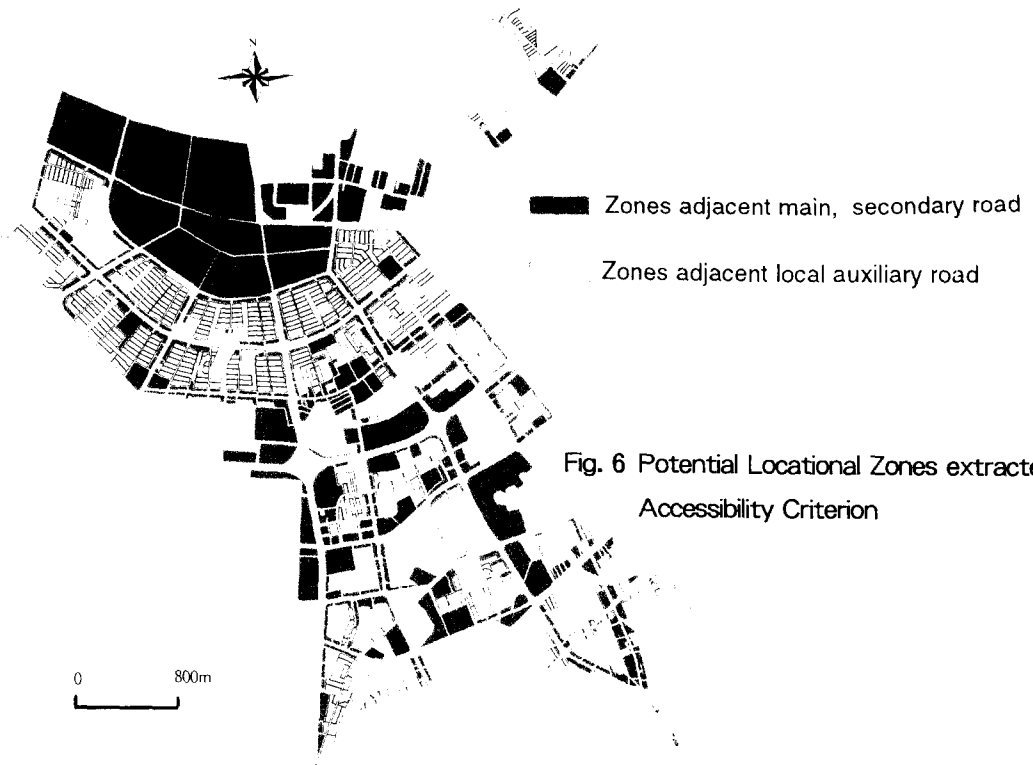 N
Zones adjacent main, secondary road
Zones adjacent local auxiliary road
Fig. 6 Potential Locational Zones
Accessibility Criterion
0 800m